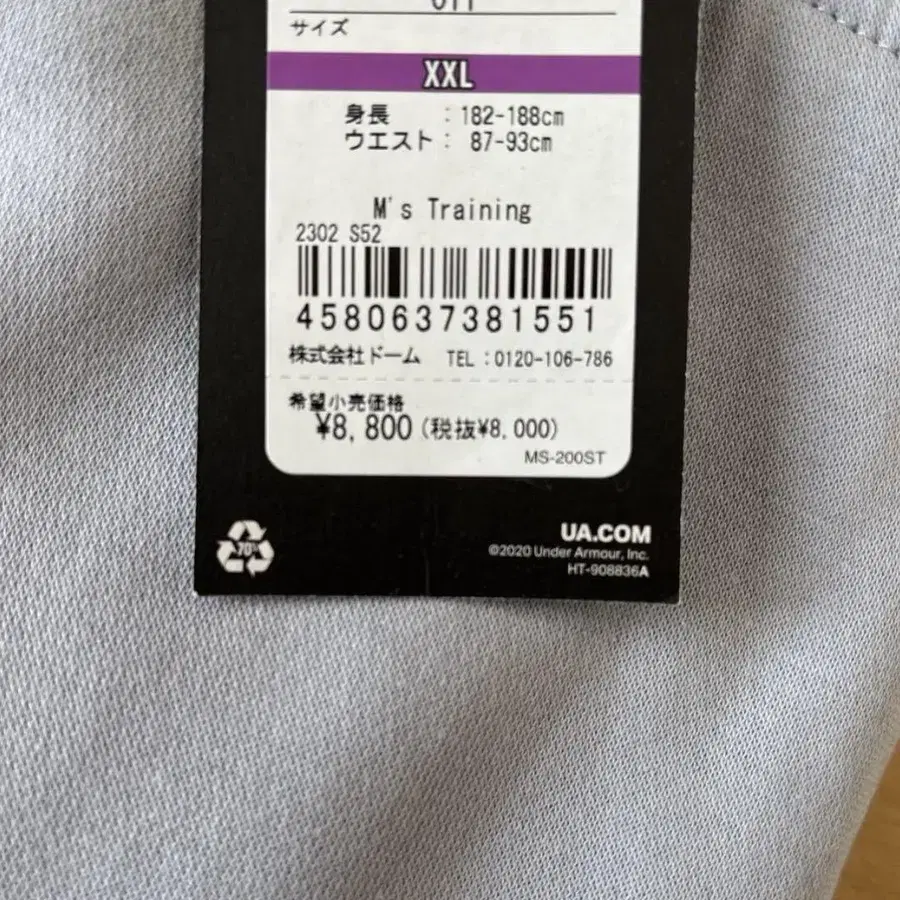 サイズ
XXL
身長 : 182-188cm
ウエスト : 87-93cm
M's Training
2302 S52
4580637381551
株式会社ドーム TEL:0120-106-786
希望小売価格
¥8,800(税抜¥8,000)
MS-200ST
70%
UA.COM
©2020 Under Armour, Inc.
HT-908836A